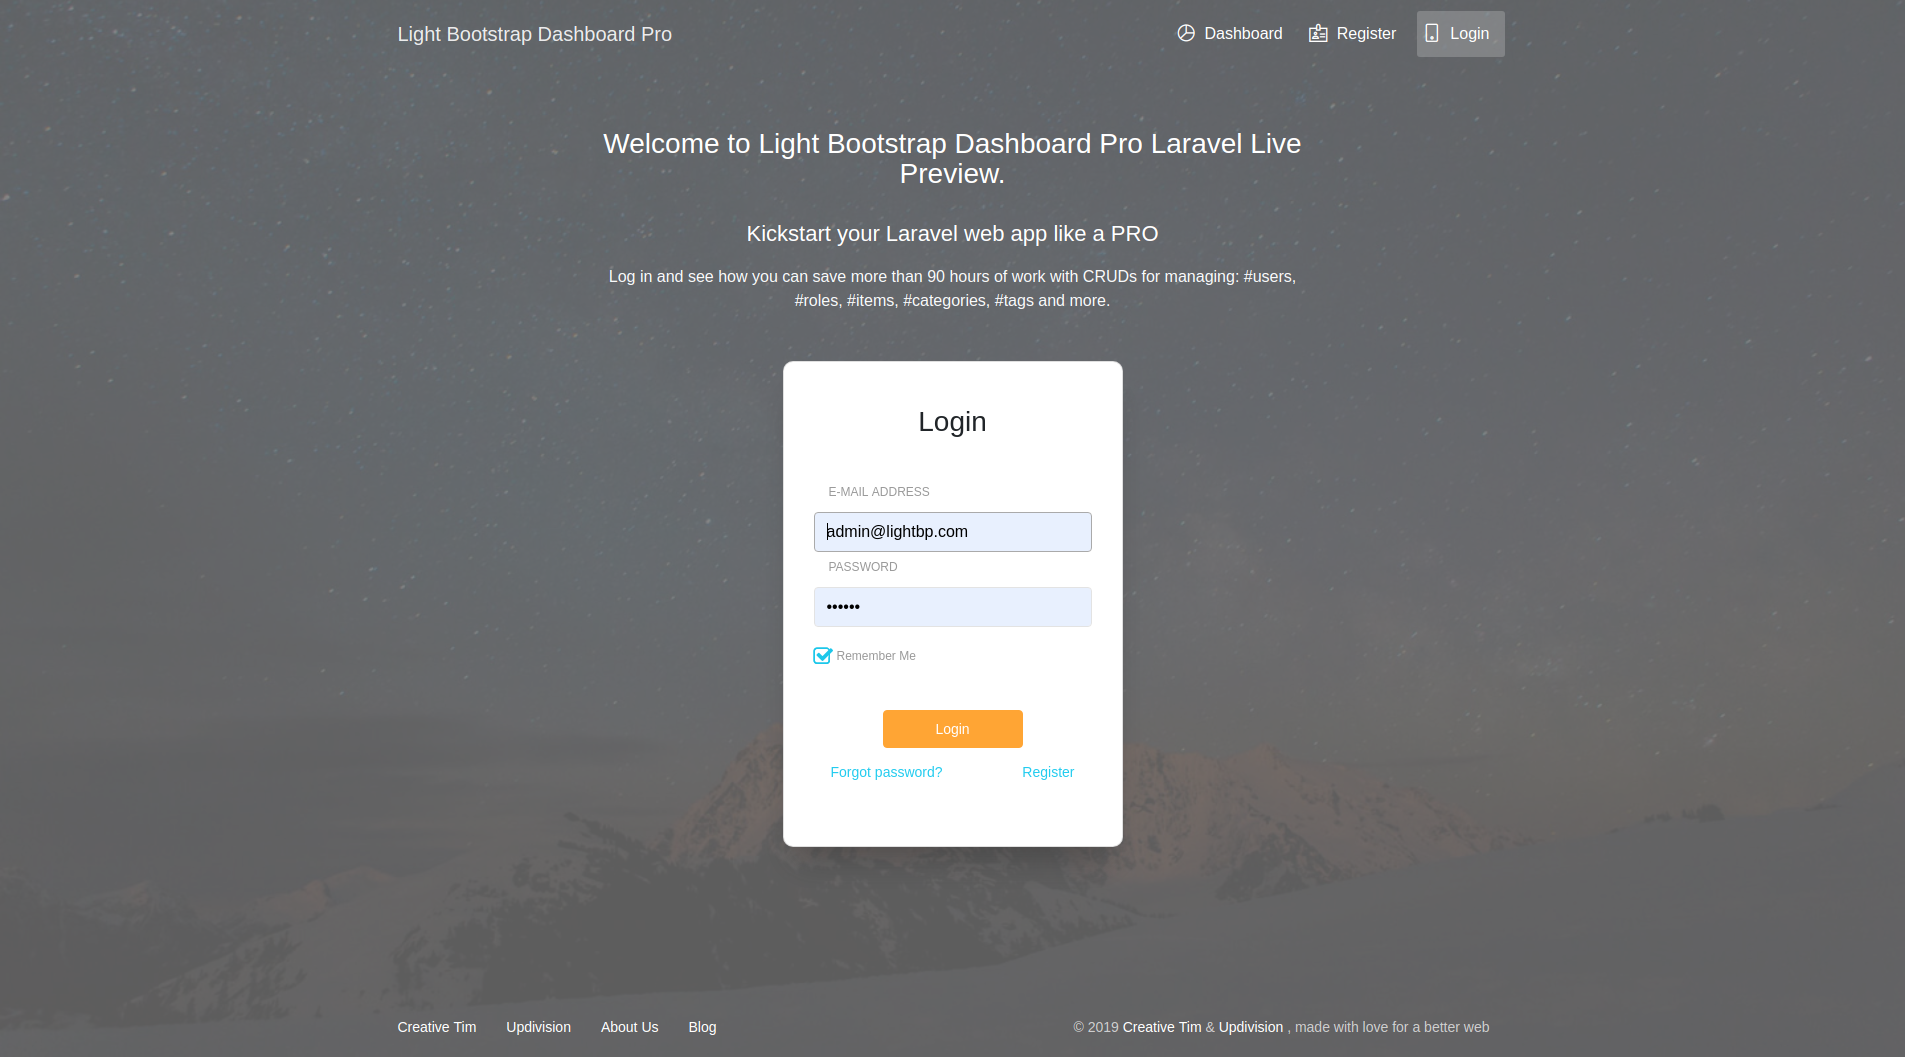 Light Bootstrap Dashboard Pro
Dashboard
Register
Login
Welcome to Light Bootstrap Dashboard Pro Laravel Live
Preview.
Kickstart your Laravel web app like a PRO
Log in and see how you can save more than 90 hours of work with CRUDs for managing: #users,
#roles, #items, #categories, #tags and more.
Login
E-MAIL ADDRESS
admin@lightbp.com
PASSWORD
••••••
Remember Me
Login
Forgot password?
Register
Creative Tim
Updivision
About Us
Blog
© 2019 Creative Tim & Updivision , made with love for a better web